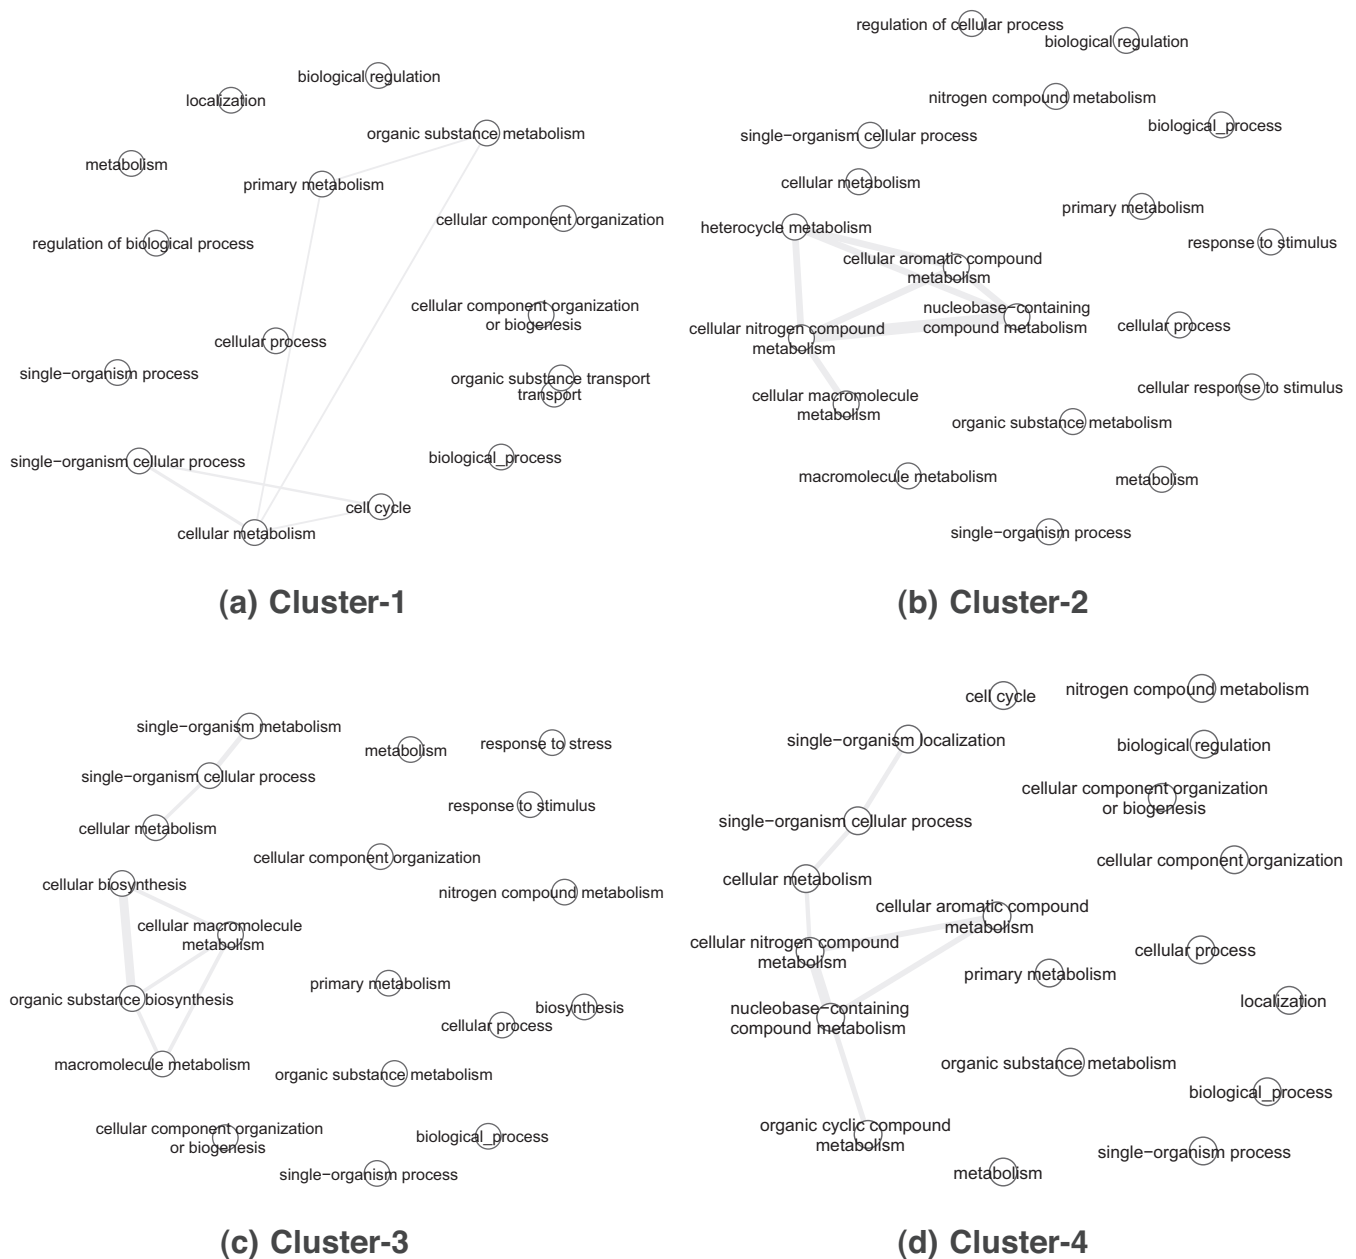 biological regulation
localization
organic substance metabolism
metabolism
primary metabolism
cellular component organization
regulation of biological process
cellular component organization
or biogenesis
cellular process
single−organism process
organic substance transport
transport
single−organism cellular process
biological_process
cell cycle
cellular metabolism
(a) Cluster-1
regulation of cellular process
biological regulation
nitrogen compound metabolism
biological_process
single−organism cellular process
cellular metabolism
primary metabolism
heterocycle metabolism
response to stimulus
cellular aromatic compound
metabolism
nucleobase−containing
compound metabolism
cellular process
cellular nitrogen compound
metabolism
cellular response to stimulus
cellular macromolecule
metabolism
organic substance metabolism
macromolecule metabolism
metabolism
single−organism process
(b) Cluster-2
single−organism metabolism
metabolism
response to stress
single−organism cellular process
response to stimulus
cellular metabolism
cellular component organization
cellular biosynthesis
nitrogen compound metabolism
cellular macromolecule
metabolism
primary metabolism
organic substance biosynthesis
biosynthesis
cellular process
macromolecule metabolism
organic substance metabolism
cellular component organization
or biogenesis
biological_process
single−organism process
(c) Cluster-3
cell cycle
nitrogen compound metabolism
single−organism localization
biological regulation
cellular component organization
or biogenesis
single−organism cellular process
cellular component organization
cellular metabolism
cellular aromatic compound
metabolism
cellular nitrogen compound
metabolism
cellular process
primary metabolism
localization
nucleobase−containing
compound metabolism
organic substance metabolism
biological_process
organic cyclic compound
metabolism
single−organism process
metabolism
(d) Cluster-4